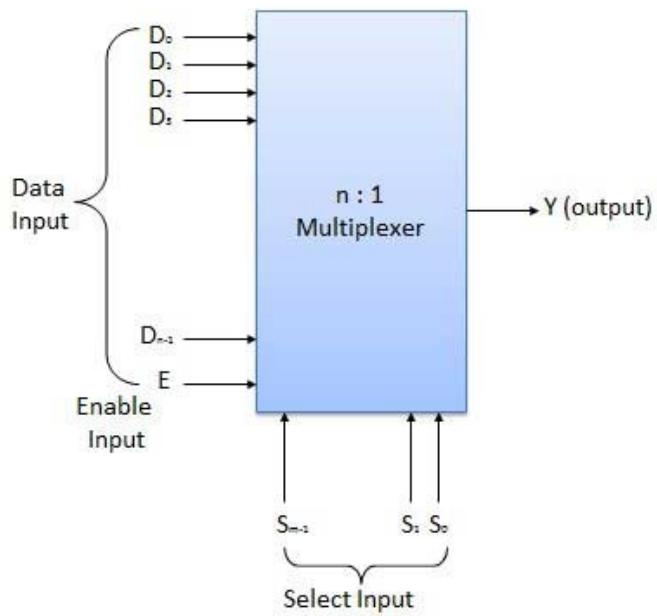 D₀
D₁
D₂
D₃
Data
Input
n : 1
Multiplexer
Y (output)
Dₙ₋₁
E
Enable
Input
Sₘ₋₁
S₁ S₀
Select Input